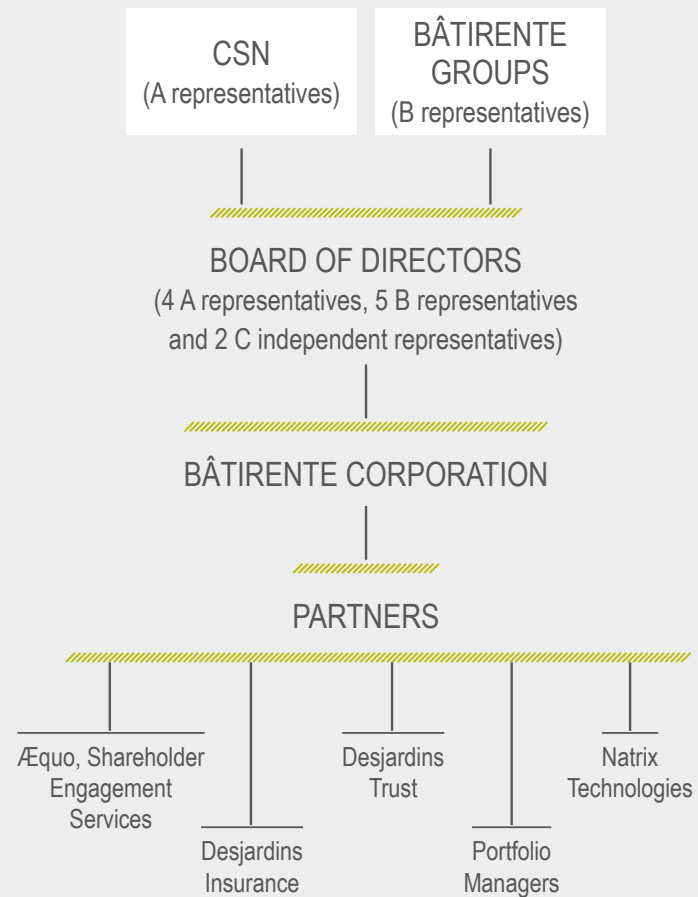 CSN
(A representatives)
BÂTIRENTE
GROUPS
(B representatives)
BOARD OF DIRECTORS
(4 A representatives, 5 B representatives
and 2 C independent representatives)
BÂTIRENTE CORPORATION
PARTNERS
Æquo, Shareholder
Engagement
Services
Desjardins
Insurance
Desjardins
Trust
Portfolio
Managers
Natrix
Technologies